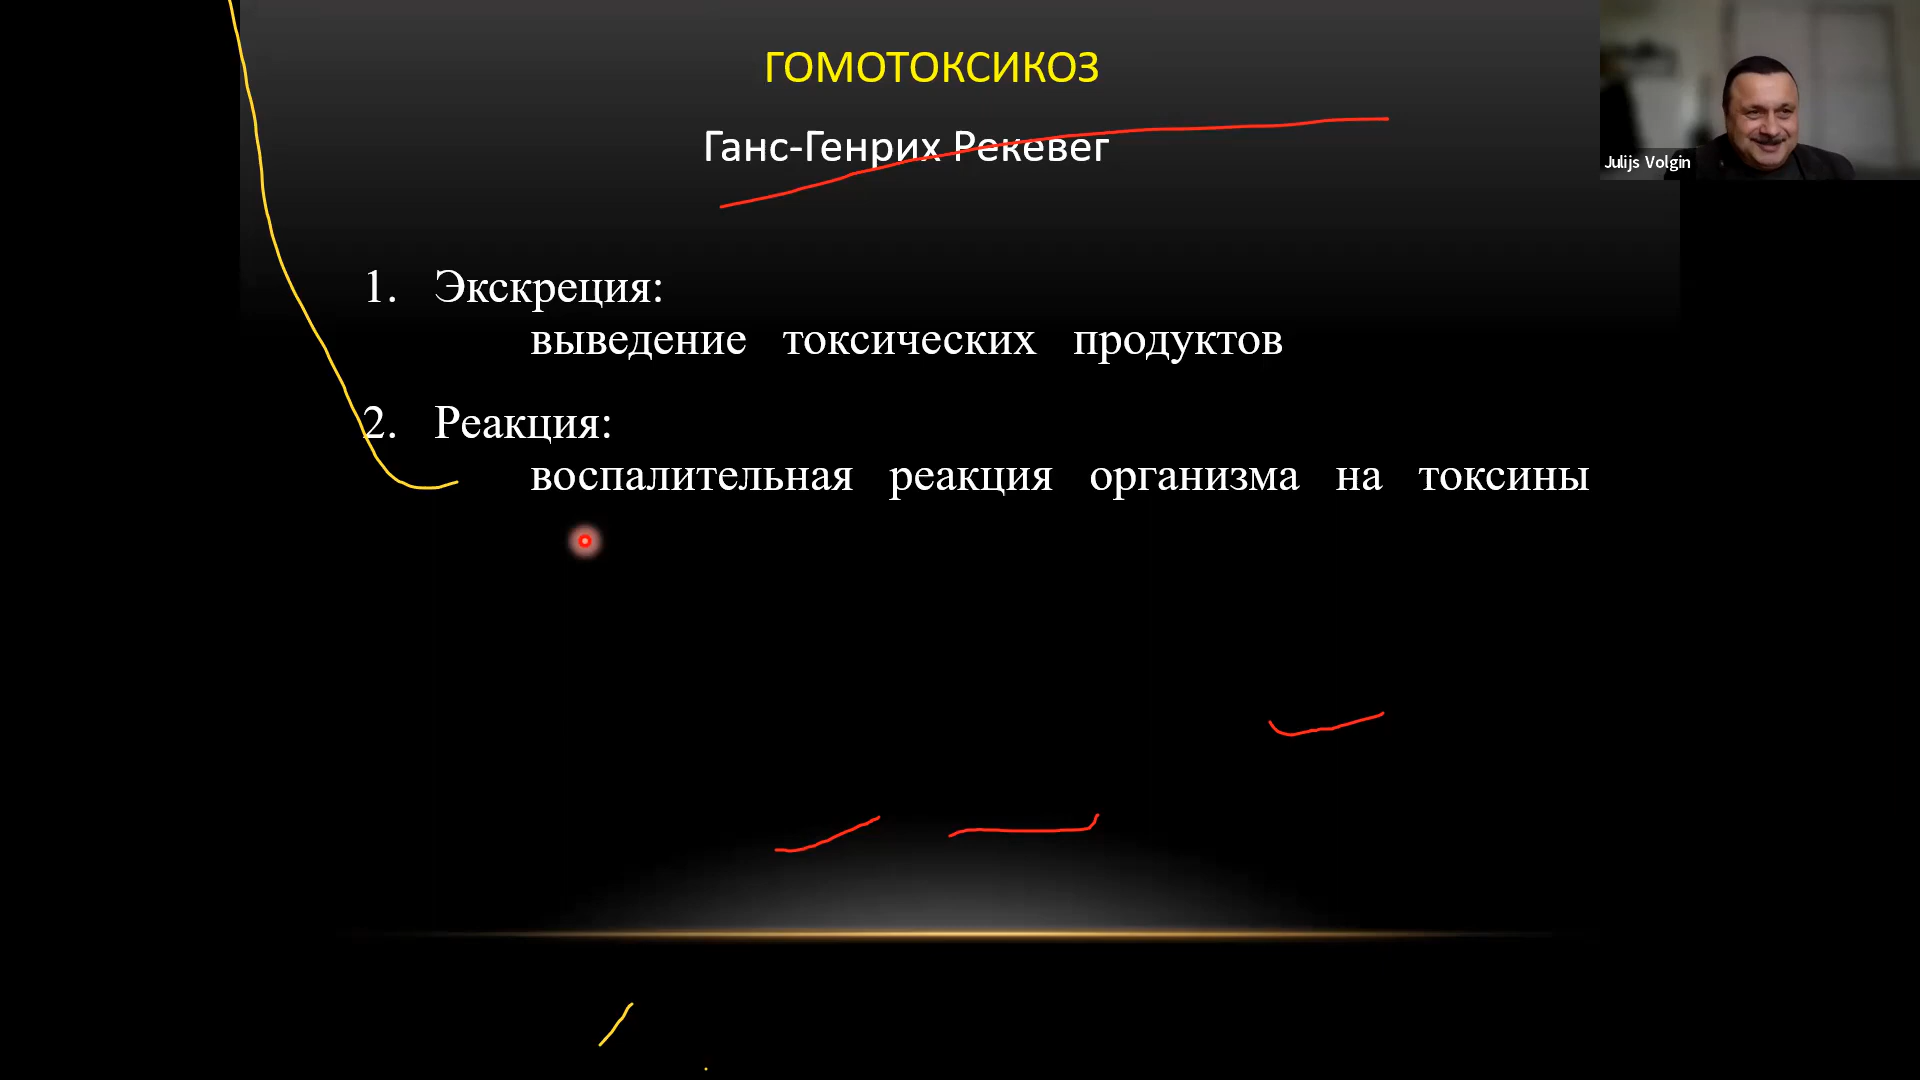 ГОМОТОКСИКОЗ
Ганс-Генрих Рекевег
Julijs Volgin
1. Экскреция:
выведение токсических продуктов
2. Реакция:
воспалительная реакция организма на токсины